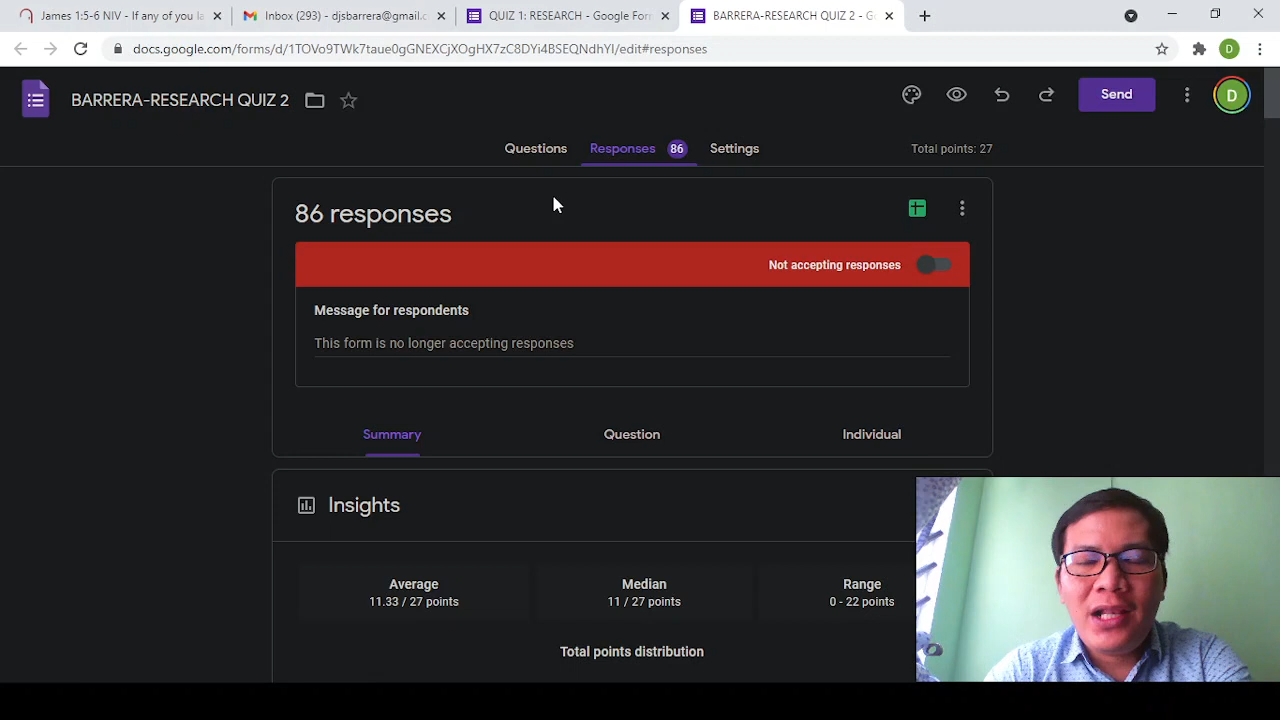 James 1:5-6 NIV - If any of you la
Inbox (293) - djsbarrera@gmail.c
QUIZ 1: RESEARCH - Google Form
BARRERA-RESEARCH QUIZ 2 - Go
docs.google.com/forms/d/1TOVo9TWk7taue0gGNEXCjXOgHX7zC8DYi4BSEQNdhYI/edit#responses
D
BARRERA-RESEARCH QUIZ 2
Send
D
Questions
Responses 86
Settings
Total points: 27
86 responses
Not accepting responses
Message for respondents
This form is no longer accepting responses
Summary
Question
Individual
Insights
Average
11.33 / 27 points
Median
11 / 27 points
Range
0 - 22 points
Total points distribution